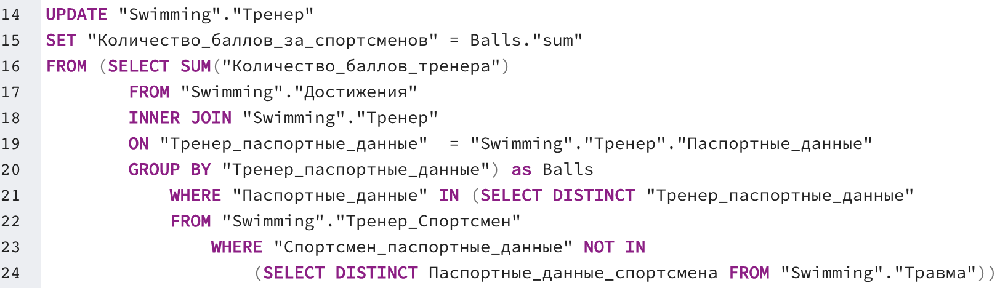 14 UPDATE "Swimming"."Тренер"
15 SET "Количество_баллов_за_спортсменов" = Balls."sum"
16 FROM (SELECT SUM("Количество_баллов_тренера")
17 FROM "Swimming"."Достижения"
18 INNER JOIN "Swimming"."Тренер"
19 ON "Тренер_паспортные_данные"  = "Swimming"."Тренер"."Паспортные_данные"
20 GROUP BY "Тренер_паспортные_данные") as Balls
21 WHERE "Паспортные_данные" IN (SELECT DISTINCT "Тренер_паспортные_данные"
22 FROM "Swimming"."Тренер_Спортсмен"
23 WHERE "Спортсмен_паспортные_данные" NOT IN
24 (SELECT DISTINCT Паспортные_данные_спортсмена FROM "Swimming"."Травма"))